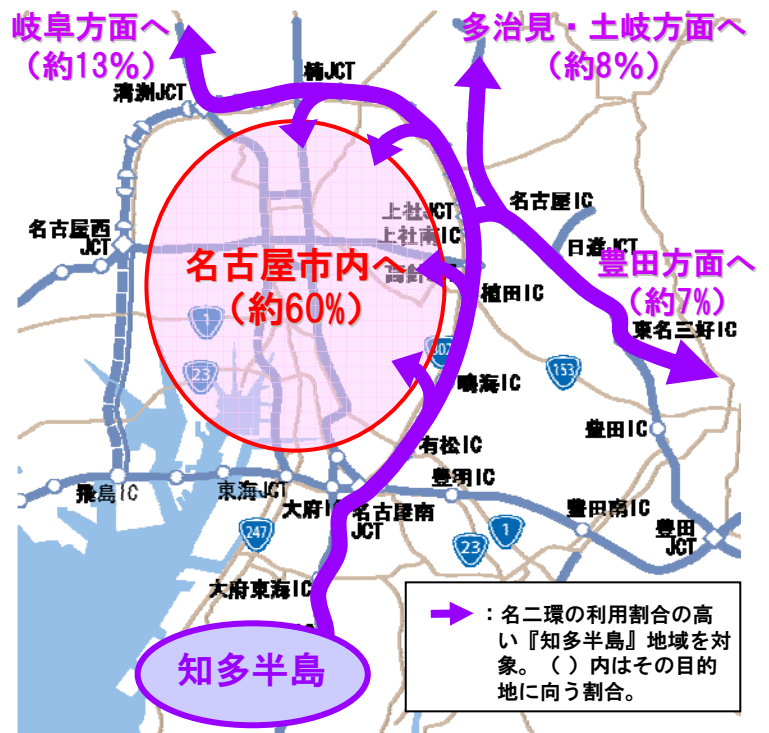 岐阜方面へ
（約13%）
多治見・土岐方面へ
（約8%）
楠JCT
清洲JCT
名古屋IC
上社JCT
上社南IC
名古屋西
JCT
日進JCT
名古屋市内へ
（約60%）
豊田方面へ
（約7%）
植田IC
東名三好IC
1
302
23
153
鳴海IC
有松IC
豊田IC
豊明IC
飛島IC
東海JCT
大府IC
名古屋南
JCT
豊田南IC
豊田
JCT
247
1
23
大府東海IC
知多半島
：名二環の利用割合の高
い『知多半島』地域を対
象。（ ）内はその目的
地に向う割合。